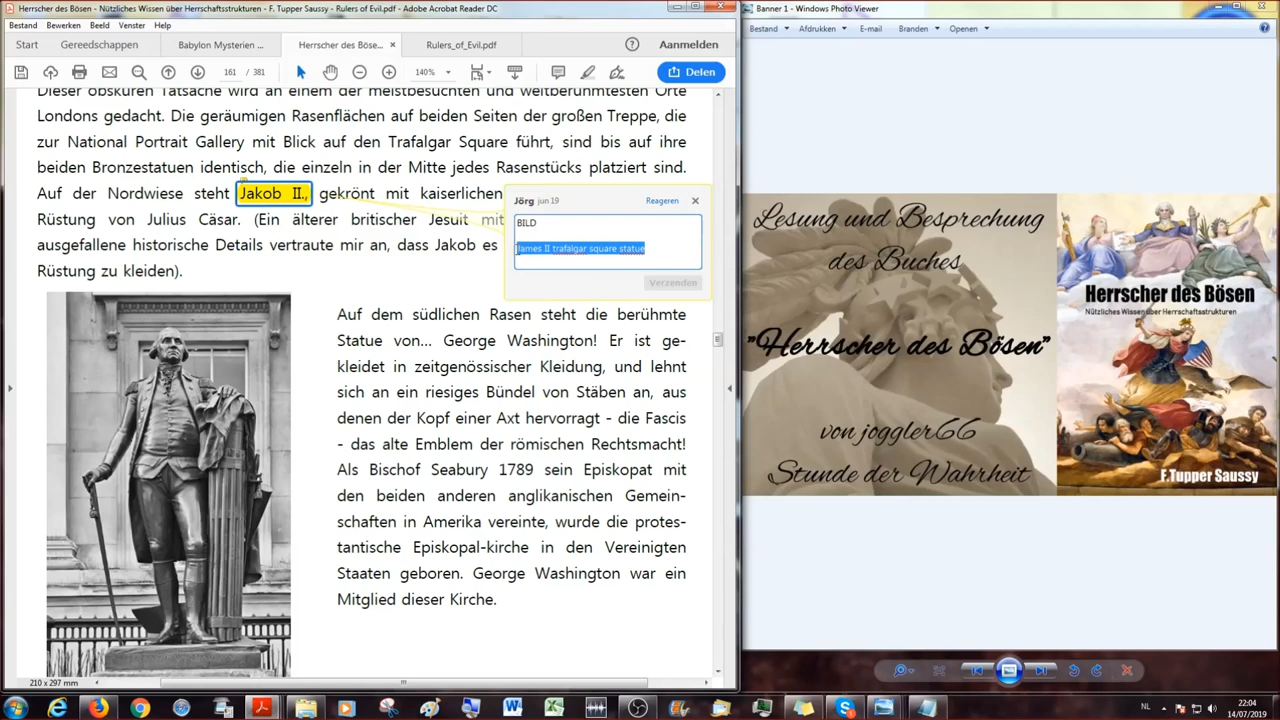 Herrscher des Bösen - Nützliches Wissen über Herrschaftsstrukturen - F. Tupper Saussy - Rulers of Evil.pdf - Adobe Acrobat Reader DC
Bestand Bewerken Beeld Venster Help
Start Gereedschappen Babylon Mysterien ... Herrscher des Böse... × Rulers_of_Evil.pdf Aanmelden
161 / 381 140% Delen
Dieser obskuren Tatsache wird an einem der meistbesuchten und weltberühmtesten Orte
Londons gedacht. Die geräumigen Rasenflächen auf beiden Seiten der großen Treppe, die
zur National Portrait Gallery mit Blick auf den Trafalgar Square führt, sind bis auf ihre
beiden Bronzestatuen identisch, die einzeln in der Mitte jedes Rasenstücks platziert sind.
Auf der Nordwiese steht Jakob II., gekrönt mit kaiserlichen
Rüstung von Julius Cäsar. (Ein älterer britischer Jesuit mit
ausgefallene historische Details vertraute mir an, dass Jakob es
Rüstung zu kleiden).
Jörg jun 19 Reageren
BILD
James II trafalgar square statue
Verzenden
Auf dem südlichen Rasen steht die berühmte
Statue von... George Washington! Er ist ge-
kleidet in zeitgenössischer Kleidung, und lehnt
sich an ein riesiges Bündel von Stäben an, aus
denen der Kopf einer Axt hervorragt - die Fascis
- das alte Emblem der römischen Rechtsmacht!
Als Bischof Seabury 1789 sein Episkopat mit
den beiden anderen anglikanischen Gemein-
schaften in Amerika vereinte, wurde die protes-
tantische Episkopal-kirche in den Vereinigten
Staaten geboren. George Washington war ein
Mitglied dieser Kirche.
210 x 297 mm
Banner 1 - Windows Photo Viewer
Bestand Afdrukken E-mail Branden Openen
Lesung und Besprechung
des Buches
"Herrscher des Bösen"
von joggler66
Stunde der Wahrheit
Herrscher des Bösen
Nützliches Wissen über Herrschaftsstrukturen
F.Tupper Saussy
NL 22:04
14/07/2019